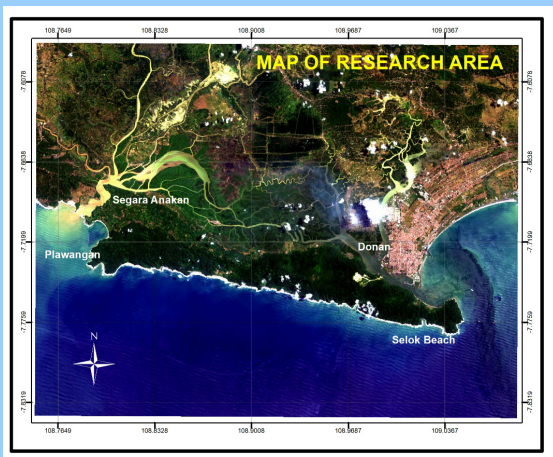 108.7649 108.8328 108.9008 108.9687 109.0367
MAP OF RESEARCH AREA
-7.6078 -7.6078
-7.6638 -7.6638
Segara Anakan
-7.7199 -7.7199
Donan
Plawangan
-7.7759 -7.7759
Selok Beach
N
-7.8319 -7.8319
108.7649 108.8328 108.9008 108.9687 109.0367